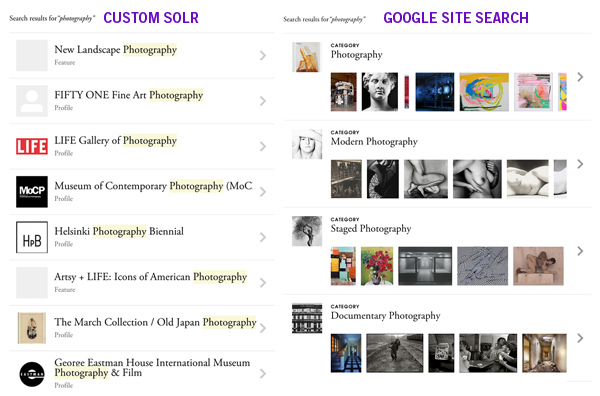 Search results for "photography"
CUSTOM SOLR
New Landscape Photography
Feature
FIFTY ONE Fine Art Photography
Profile
LIFE
LIFE Gallery of Photography
Profile
MoCP
Museum of Contemporary Photography (MoC
Profile
HpB
Helsinki Photography Biennial
Profile
Artsy + LIFE: Icons of American Photography
Feature
The March Collection / Old Japan Photography
Profile
EASTMAN
George Eastman House International Museum
Photography & Film
Profile
Search results for "photography"
GOOGLE SITE SEARCH
CATEGORY
Photography
CATEGORY
Modern Photography
CATEGORY
Staged Photography
CATEGORY
Documentary Photography